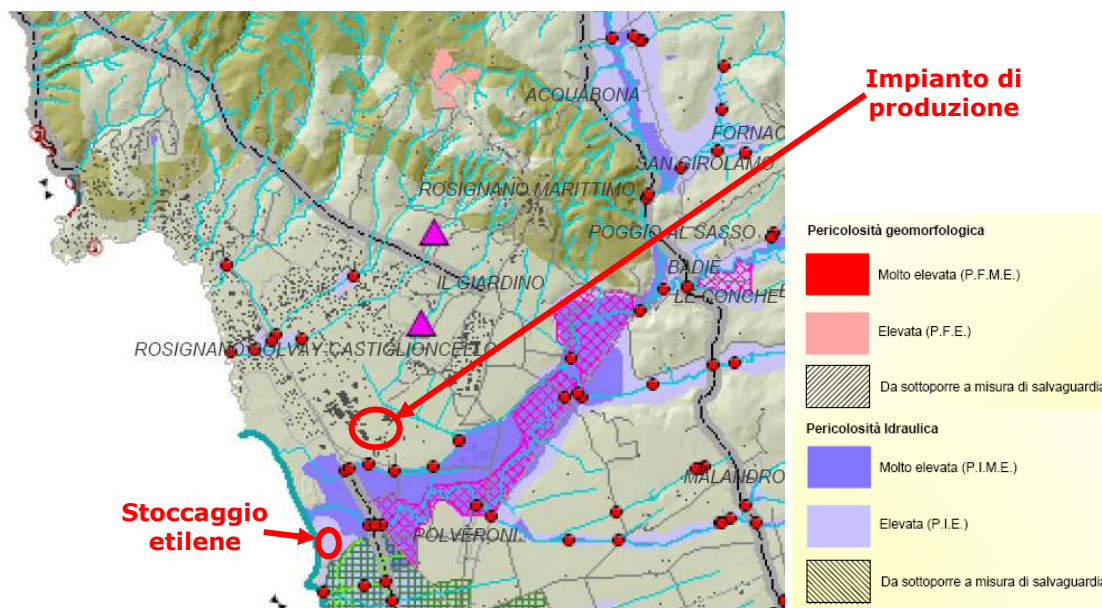 Impianto di
produzione
ACQUABONA
FORNAC
SAN GIROLAMO
ROSIGNANO MARITTIMO
POGGIO AL SASSO
BADIE
IL GIARDINO
LE CONCHE
ROSIGNANO SOLVAY-CASTIGLIONCELLO
MALANDRO
POLVERONI
Stoccaggio
etilene
Pericolosità geomorfologica
Molto elevata (P.F.M.E.)
Elevata (P.F.E.)
Da sottoporre a misura di salvaguardia
Pericolosità Idraulica
Molto elevata (P.I.M.E.)
Elevata (P.I.E.)
Da sottoporre a misura di salvaguardia